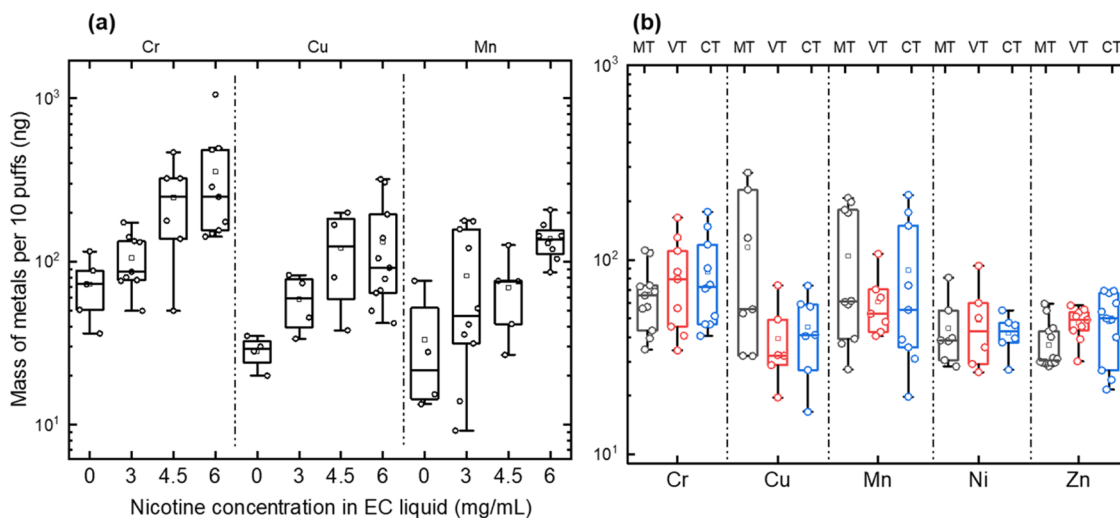 (a)
Cr Cu Mn
Mass of metals per 10 puffs (ng)
10³
10²
10¹
0 3 4.5 6 0 3 4.5 6 0 3 4.5 6
Nicotine concentration in EC liquid (mg/mL)
(b)
MT VT CT MT VT CT MT VT CT MT VT CT MT VT CT
10³
10²
10¹
Cr Cu Mn Ni Zn